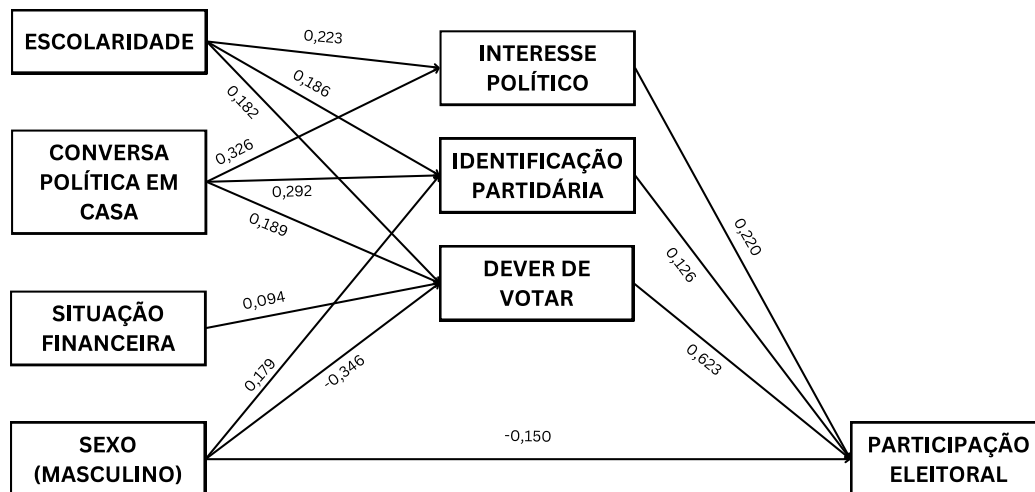 ESCOLARIDADE
CONVERSA
POLÍTICA EM
CASA
SITUAÇÃO
FINANCEIRA
SEXO
(MASCULINO)
0,223
0,186
0,182
0,326
0,292
0,189
0,094
0,179
-0,346
-0,150
INTERESSE
POLÍTICO
IDENTIFICAÇÃO
PARTIDÁRIA
DEVER DE
VOTAR
0,220
0,126
0,623
PARTICIPAÇÃO
ELEITORAL